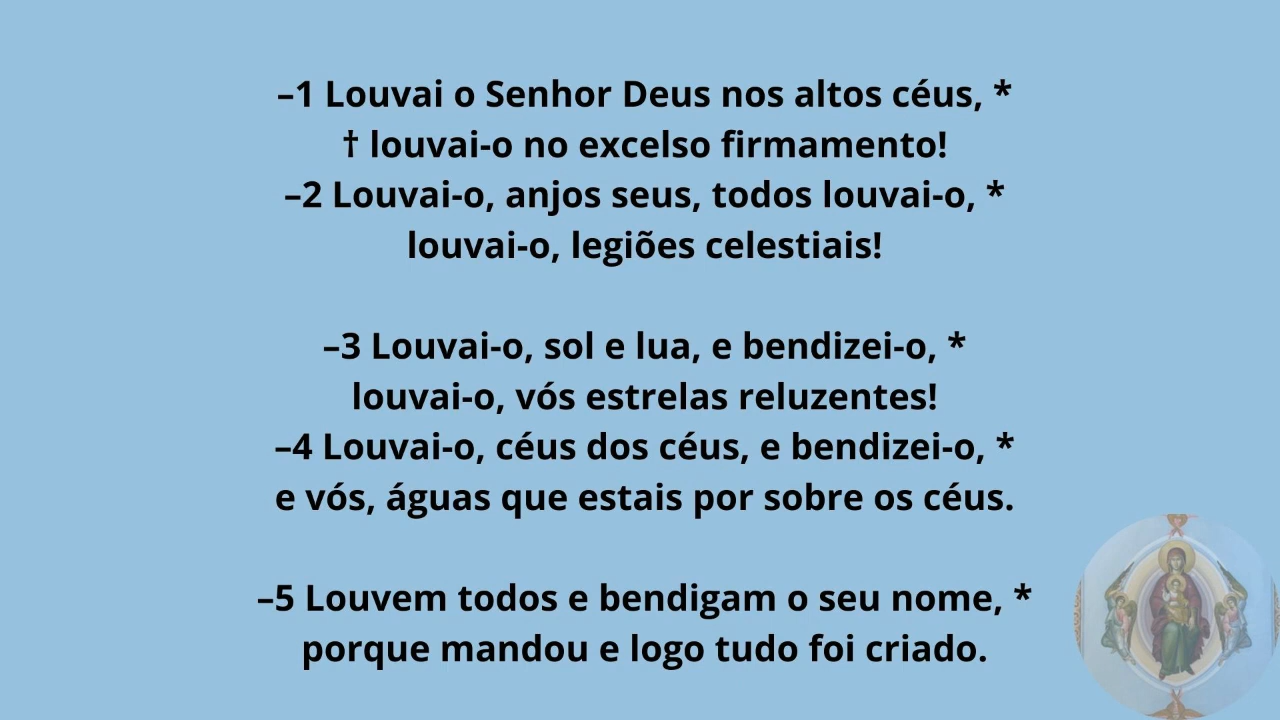 –1 Louvai o Senhor Deus nos altos céus, *
† louvai-o no excelso firmamento!
–2 Louvai-o, anjos seus, todos louvai-o, *
louvai-o, legiões celestiais!
–3 Louvai-o, sol e lua, e bendizei-o, *
louvai-o, vós estrelas reluzentes!
–4 Louvai-o, céus dos céus, e bendizei-o, *
e vós, águas que estais por sobre os céus.
–5 Louvem todos e bendigam o seu nome, *
porque mandou e logo tudo foi criado.